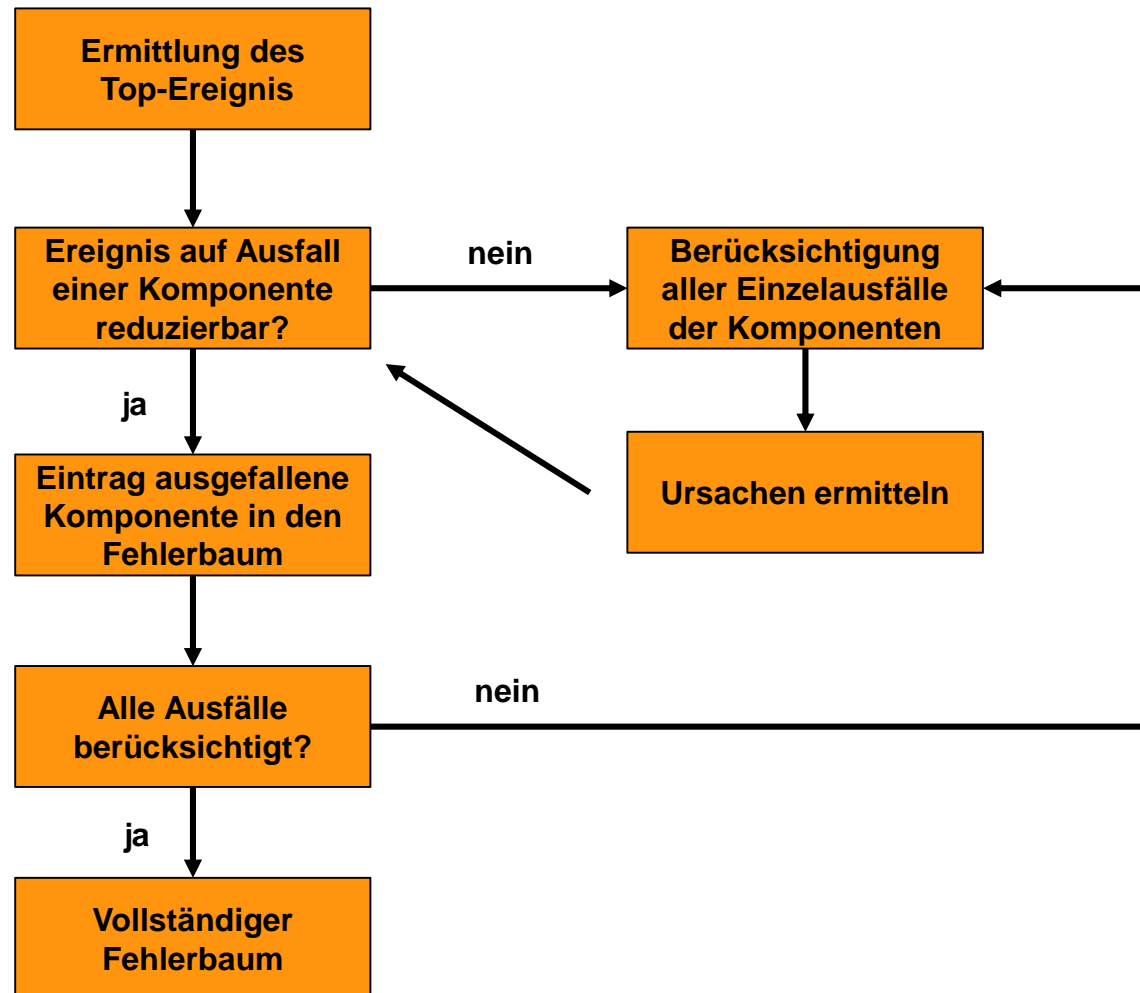 Ermittlung des
Top-Ereignis
Ereignis auf Ausfall
einer Komponente
reduzierbar?
nein
Berücksichtigung
aller Einzelausfälle
der Komponenten
ja
Eintrag ausgefallene
Komponente in den
Fehlerbaum
Ursachen ermitteln
Alle Ausfälle
berücksichtigt?
nein
ja
Vollständiger
Fehlerbaum